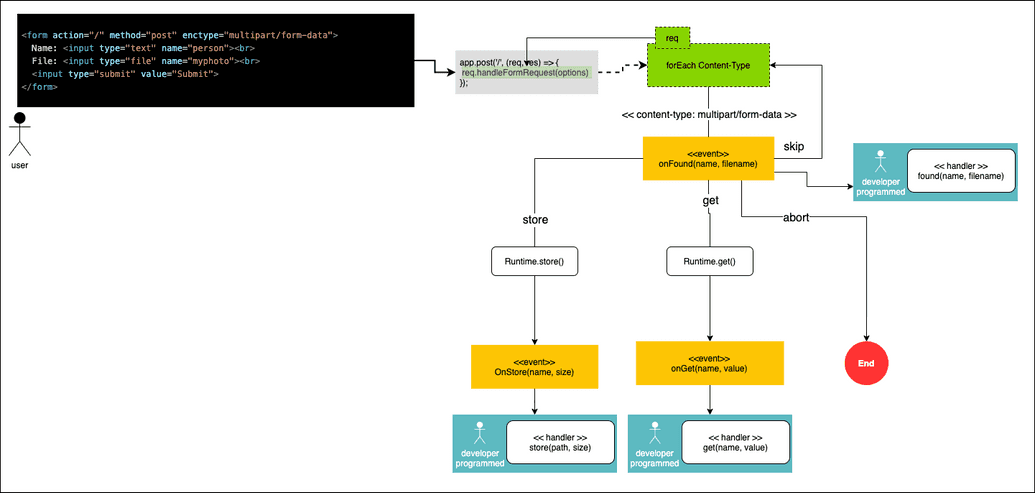 <form action="/" method="post" enctype="multipart/form-data">
Name: <input type="text" name="person"><br>
File: <input type="file" name="myphoto"><br>
<input type="submit" value="Submit">
</form>
user
app.post('/', (req, res) => {
req.handleFormRequest(options)
});
req
forEach Content-Type
<< content-type: multipart/form-data >>
<<event>>
onFound(name, filename)
skip
developer
programmed
<< handler >>
found(name, filename)
store
get
abort
Runtime.store()
Runtime.get()
<<event>>
OnStore(name, size)
<<event>>
onGet(name, value)
End
developer
programmed
<< handler >>
store(path, size)
developer
programmed
<< handler >>
get(name, value)